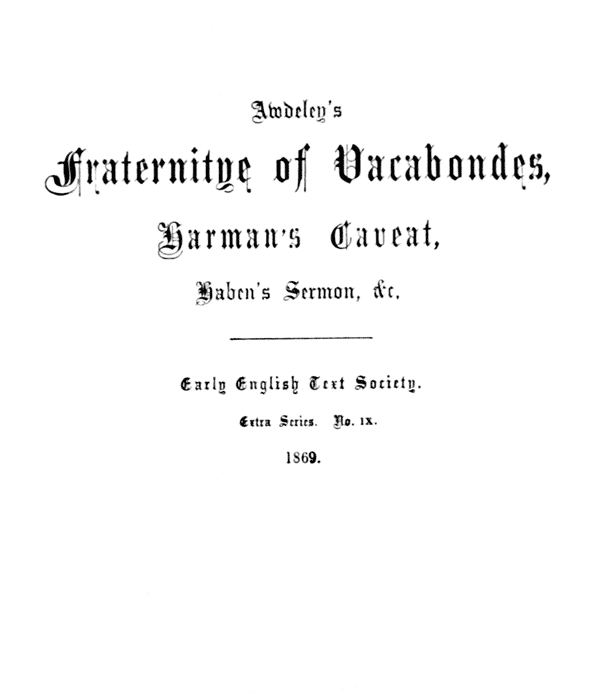 Awdeley's
Fraternitye of Vacabondes,
Harman's Caveat,
Haben's Sermon, &c.
Early English Text Society.
Extra Series. No. IX.
1869.